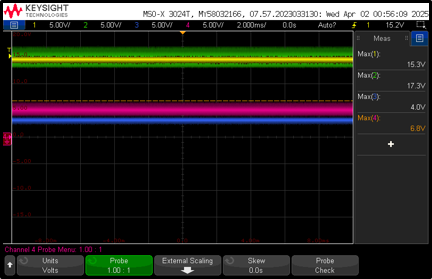 KEYSIGHT
TECHNOLOGIES
MSO-X 3024T, MY58032166, 07.57.2023033130: Wed Apr 02 00:56:09 2025
1 5.00V/ 2 5.00V/ 3 5.00V/ 4 5.00V/ 2.000ms/ 0.0s Auto? 1 15.2V
Meas
Max(1):
15.3V
Max(2):
17.3V
Max(3):
4.0V
Max(4):
6.8V
Channel 4 Probe Menu: 1.00 : 1
Units
Volts
Probe
1.00 : 1
External Scaling
Skew
0.0s
Probe
Check